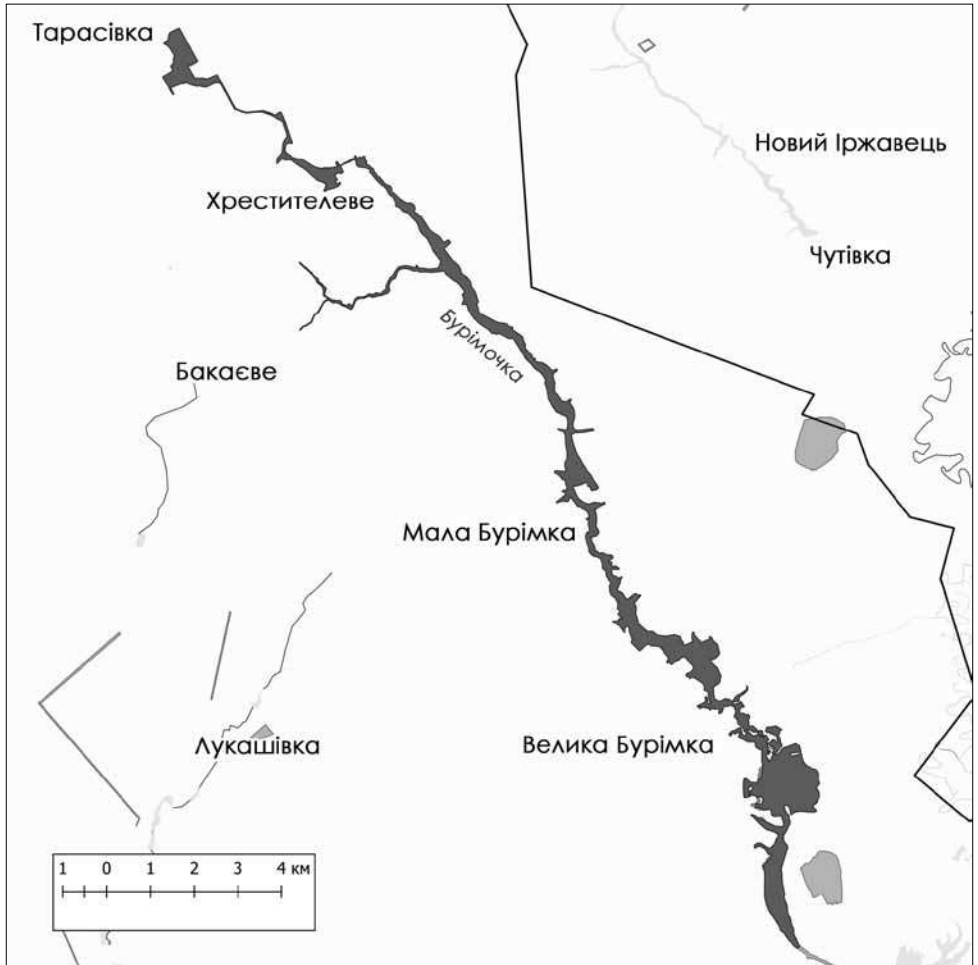 Тарасівка
Новий Іржавець
Хрестителеве
Чутівка
Бурімочка
Бакаєве
Мала Бурімка
Лукашівка
Велика Бурімка
1 0 1 2 3 4 км